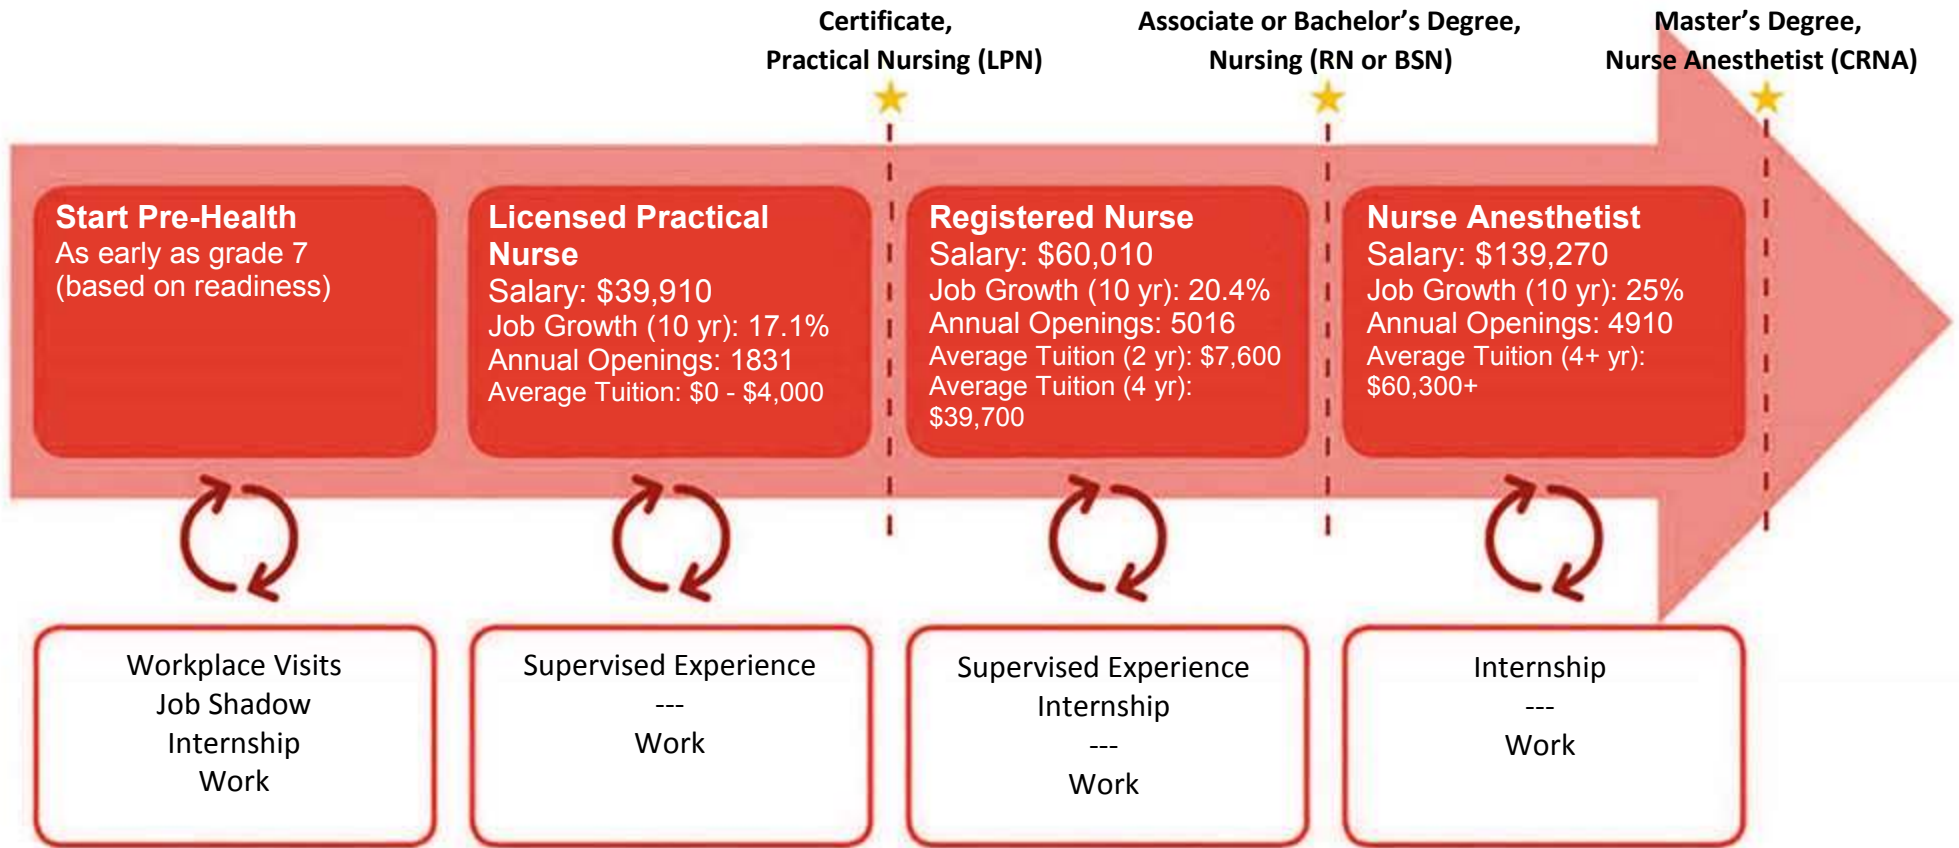 Certificate,
Practical Nursing (LPN)
Associate or Bachelor’s Degree,
Nursing (RN or BSN)
Master’s Degree,
Nurse Anesthetist (CRNA)
Start Pre-Health
As early as grade 7
(based on readiness)
Licensed Practical
Nurse
Salary: $39,910
Job Growth (10 yr): 17.1%
Annual Openings: 1831
Average Tuition: $0 - $4,000
Registered Nurse
Salary: $60,010
Job Growth (10 yr): 20.4%
Annual Openings: 5016
Average Tuition (2 yr): $7,600
Average Tuition (4 yr):
$39,700
Nurse Anesthetist
Salary: $139,270
Job Growth (10 yr): 25%
Annual Openings: 4910
Average Tuition (4+ yr):
$60,300+
Workplace Visits
Job Shadow
Internship
Work
Supervised Experience
---
Work
Supervised Experience
Internship
---
Work
Internship
---
Work